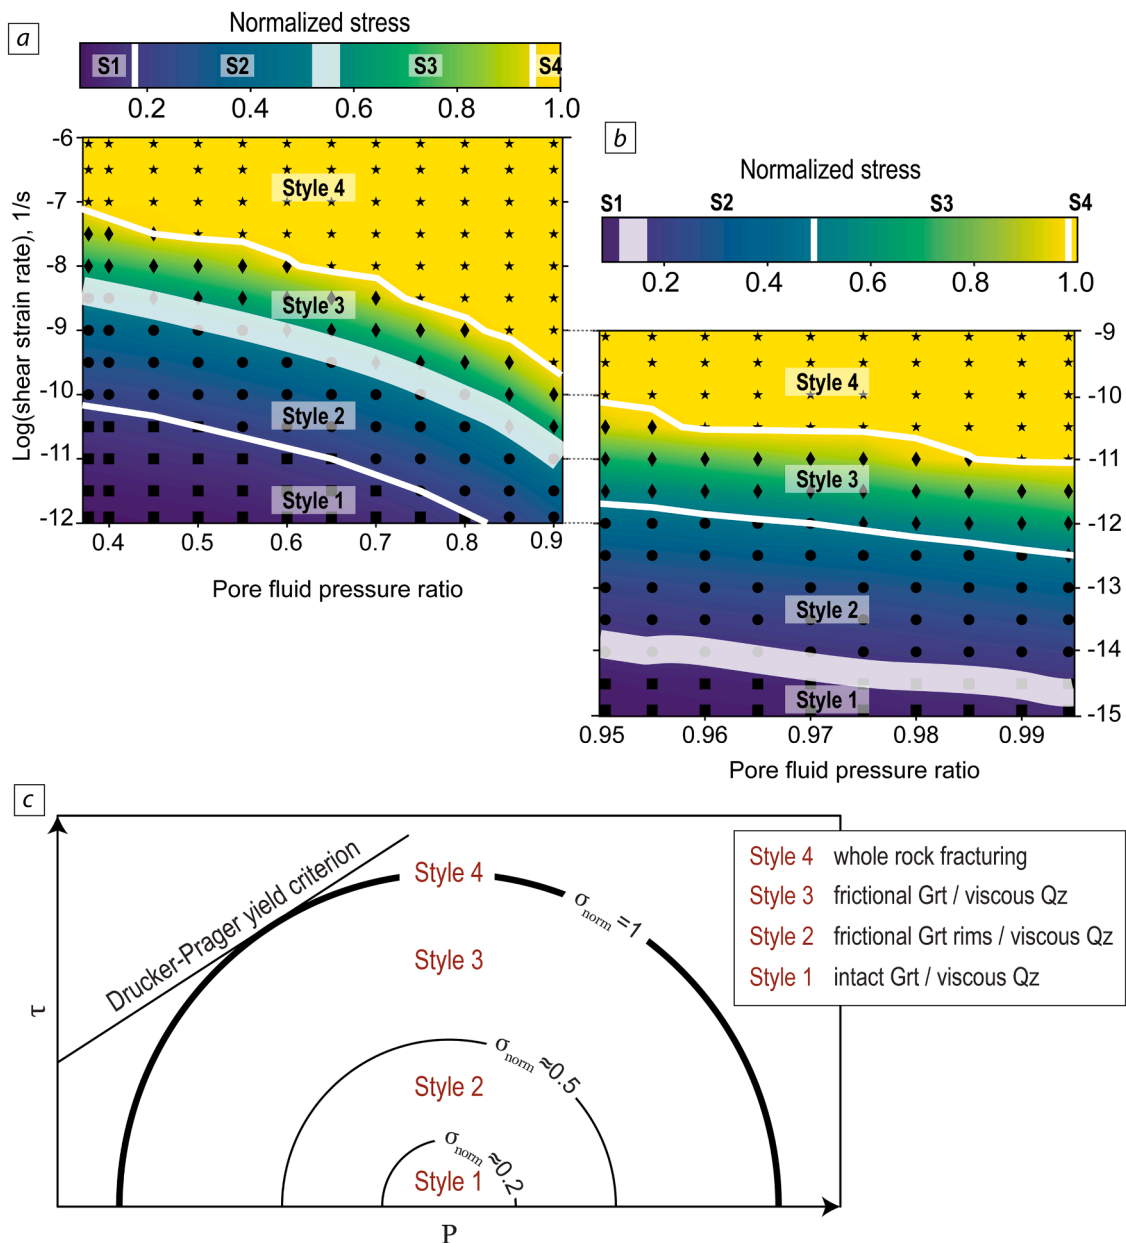 a
Normalized stress
S1 S2 S3 S4
0.2 0.4 0.6 0.8 1.0
Log(shear strain rate), 1/s
-6
-7
-8
-9
-10
-11
-12
Style 4
Style 3
Style 2
Style 1
0.4 0.5 0.6 0.7 0.8 0.9
Pore fluid pressure ratio
b
Normalized stress
S1 S2 S3 S4
0.2 0.4 0.6 0.8 1.0
-9
-10
-11
-12
-13
-14
-15
Style 4
Style 3
Style 2
Style 1
0.95 0.96 0.97 0.98 0.99
Pore fluid pressure ratio
c
τ
Drucker-Prager yield criterion
Style 4
σnorm =1
Style 3
σnorm ≈0.5
Style 2
σnorm ≈0.2
Style 1
P
Style 4 whole rock fracturing
Style 3 frictional Grt / viscous Qz
Style 2 frictional Grt rims / viscous Qz
Style 1 intact Grt / viscous Qz